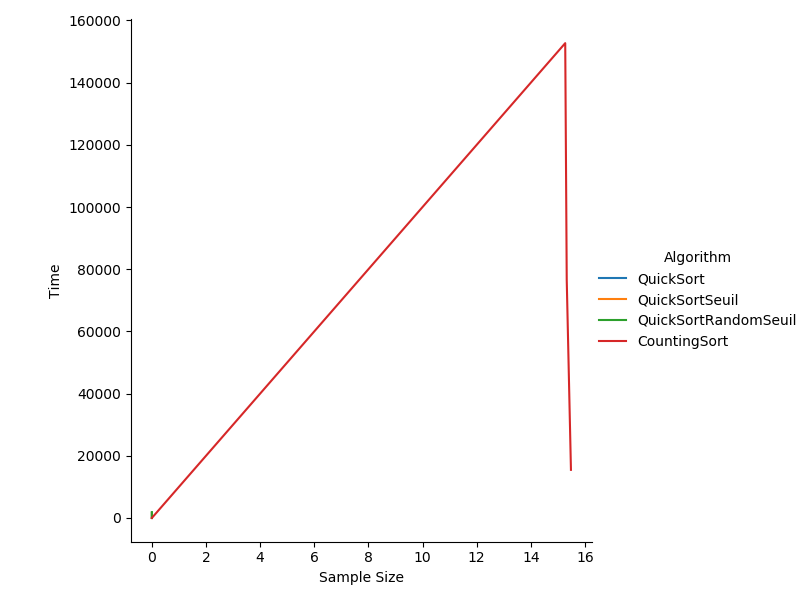 160000
140000
120000
100000
80000
60000
40000
20000
0
Time
0 2 4 6 8 10 12 14 16
Sample Size
Algorithm
QuickSort
QuickSortSeuil
QuickSortRandomSeuil
CountingSort